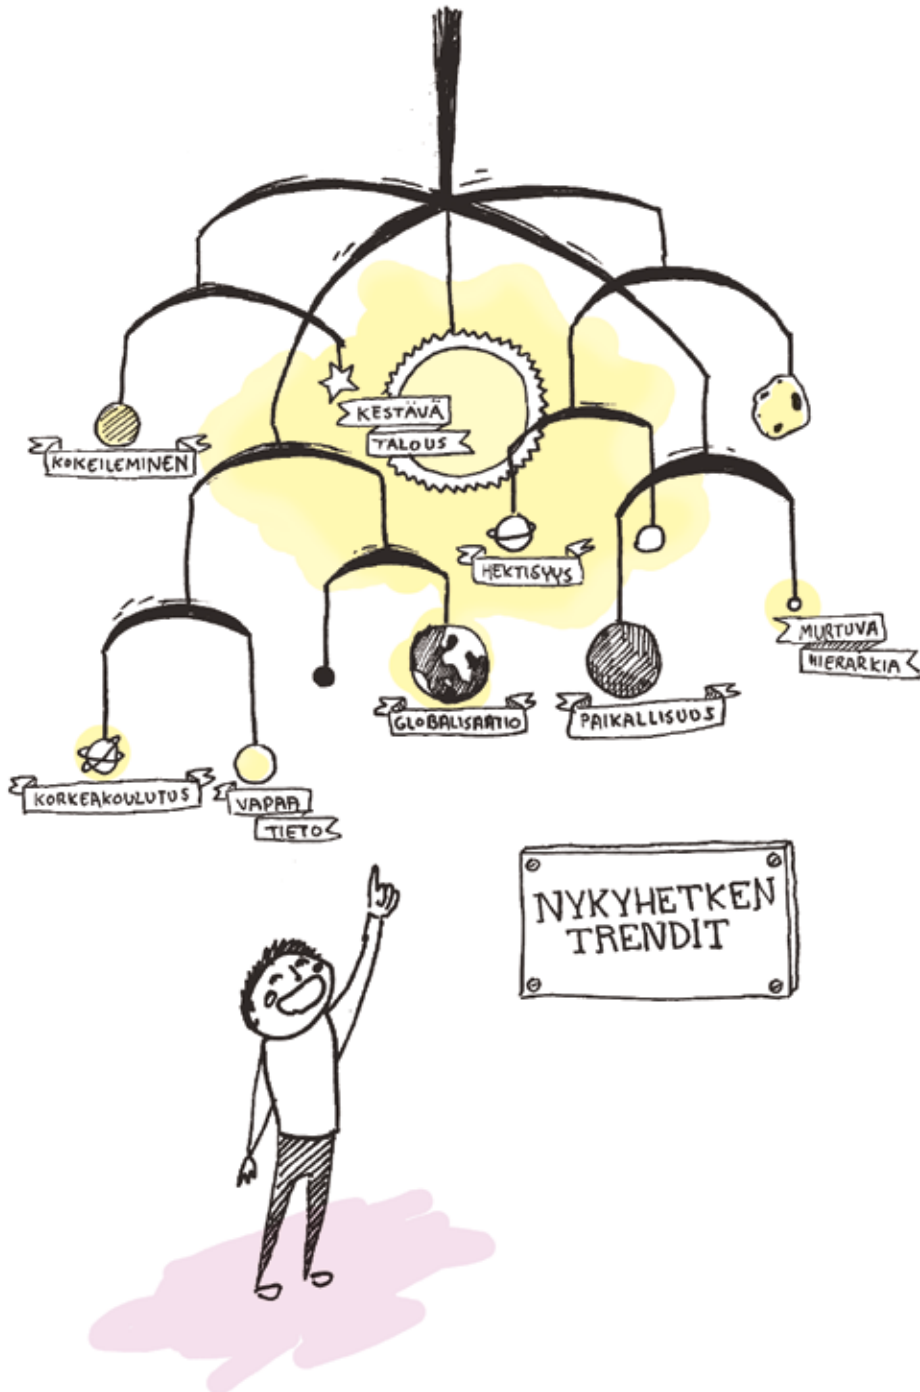 KESTÄVÄ
TALOUS
KOKEILEMINEN
HEKTISYYS
MURTUVA
HIERARKIA
GLOBALISAATIO
PAIKALLISUUS
KORKEAKOULUTUS
VAPAA
TIETO
NYKYHETKEN
TRENDIT